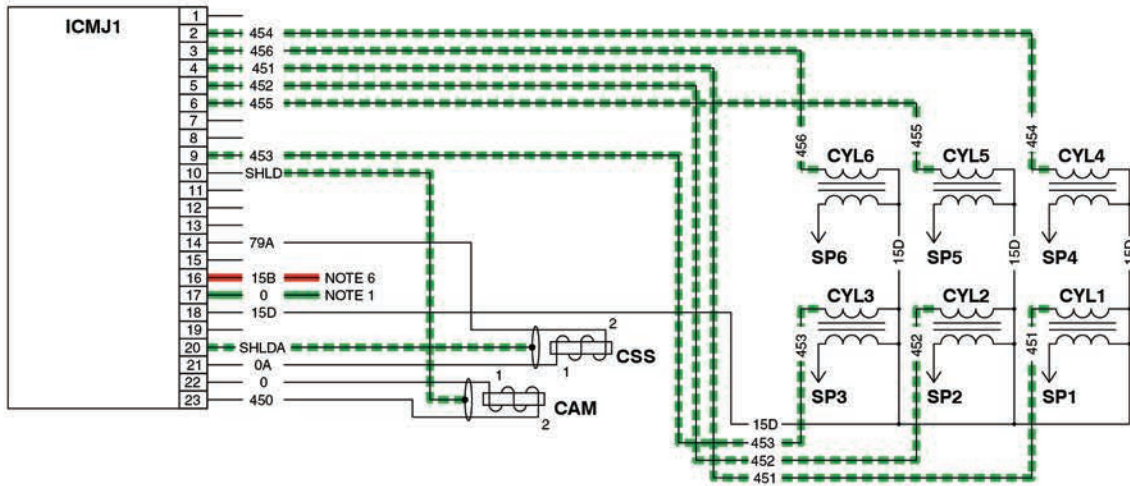 ICMJ1
1
2 454
3 456
4 451
5 452
6 455
7
8
9 453
10 SHLD
11
12
13
14 79A
15
16 15B NOTE 6
17 0 NOTE 1
18 15D
19
20 SHLDA
21 0A
22 0
23 450
456 455 454
CYL6 CYL5 CYL4
15D 15D 15D
SP6 SP5 SP4
CYL3 CYL2 CYL1
453 452 451
SP3 SP2 SP1
2
1
CSS
1
2
CAM
15D
453
452
451